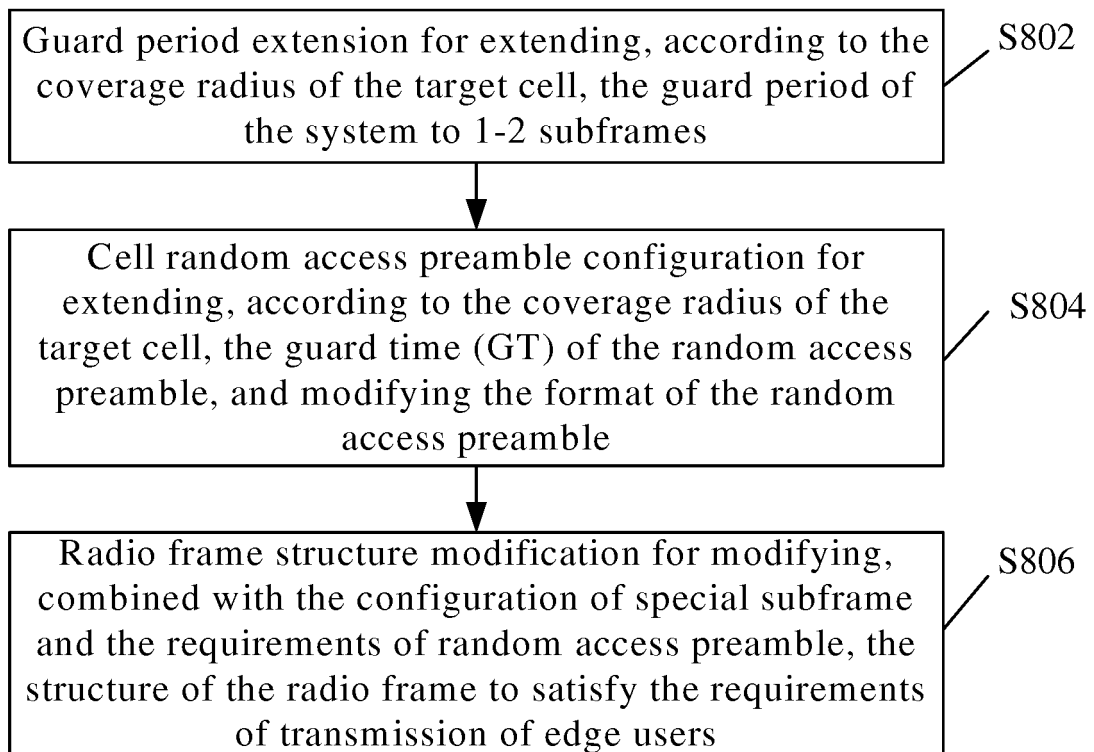 Guard period extension for extending, according to the
coverage radius of the target cell, the guard period of
the system to 1-2 subframes
S802
Cell random access preamble configuration for
extending, according to the coverage radius of the
target cell, the guard time (GT) of the random access
preamble, and modifying the format of the random
access preamble
S804
Radio frame structure modification for modifying,
combined with the configuration of special subframe
and the requirements of random access preamble, the
structure of the radio frame to satisfy the requirements
of transmission of edge users
S806